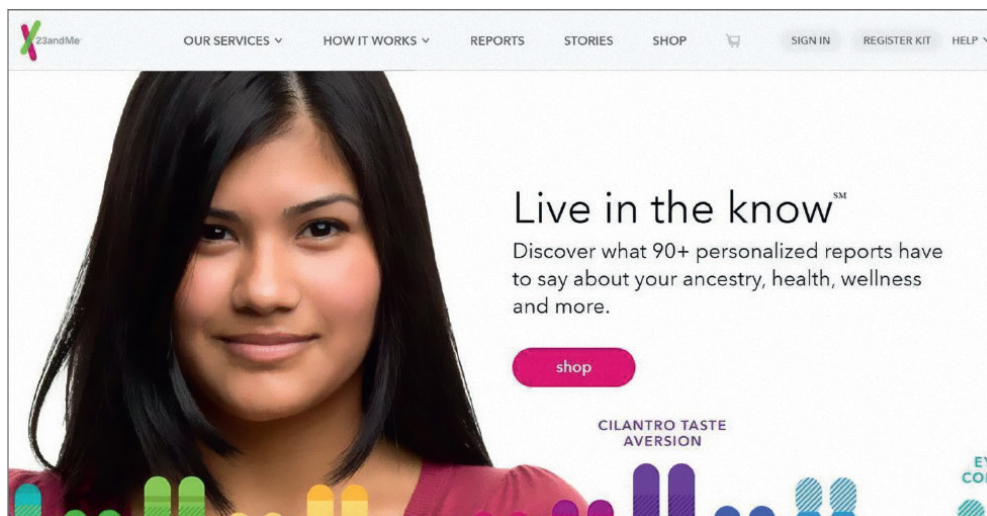 23andMe
OUR SERVICES
HOW IT WORKS
REPORTS
STORIES
SHOP
SIGN IN
REGISTER KIT
HELP
Live in the know℠
Discover what 90+ personalized reports have
to say about your ancestry, health, wellness
and more.
shop
CILANTRO TASTE
AVERSION